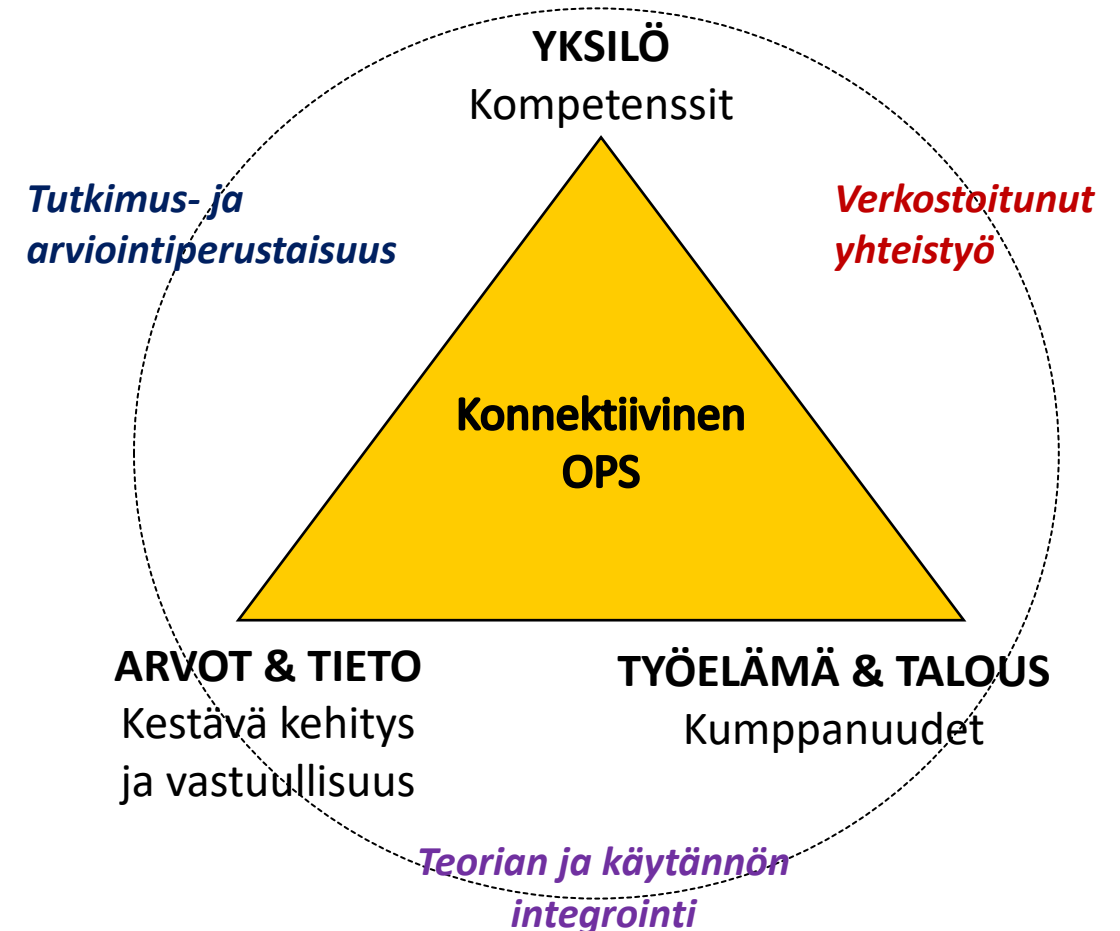 YKSILÖ
Kompetenssit
Tutkimus- ja
arviointiperustaisuus
Verkostoitunut
yhteistyö
Konnektiivinen
OPS
ARVOT & TIETO
Kestävä kehitys
ja vastuullisuus
TYÖELÄMÄ & TALOUS
Kumppanuudet
Teorian ja käytännön
integrointi